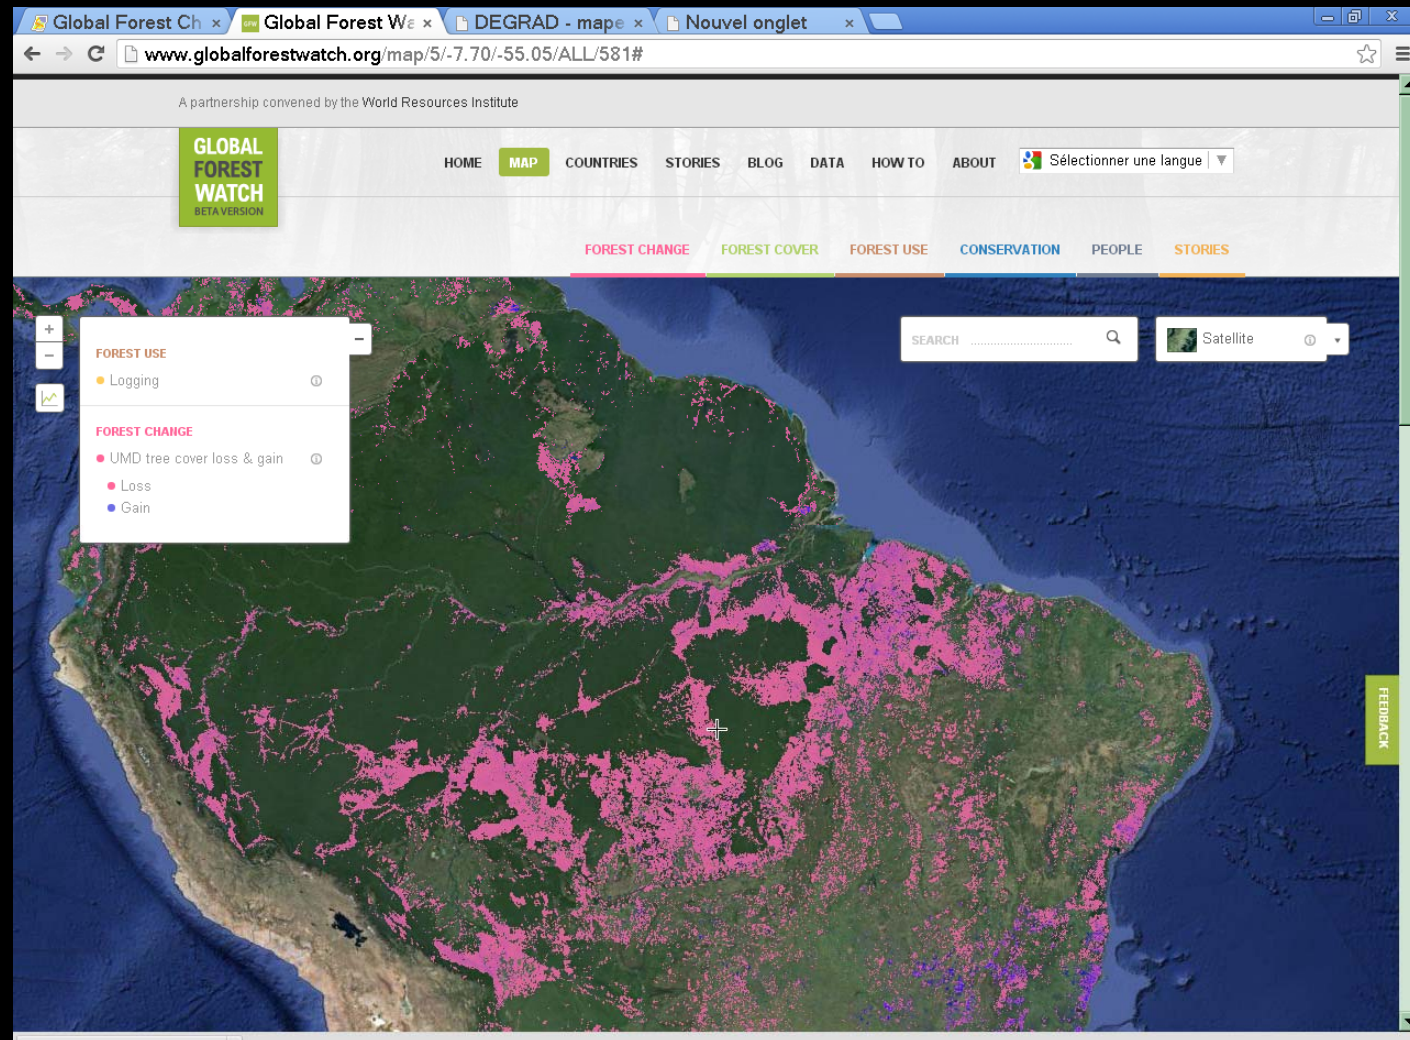 Global Forest Ch
Global Forest Wa
DEGRAD - mape
Nouvel onglet
www.globalforestwatch.org/map/5/-7.70/-55.05/ALL/581#
A partnership convened by the World Resources Institute
GLOBAL
FOREST
WATCH
BETA VERSION
HOME MAP COUNTRIES STORIES BLOG DATA HOW TO ABOUT Sélectionner une langue
FOREST CHANGE FOREST COVER FOREST USE CONSERVATION PEOPLE STORIES
FOREST USE
Logging
FOREST CHANGE
UMD tree cover loss & gain
Loss
Gain
SEARCH
Satellite
FEEDBACK